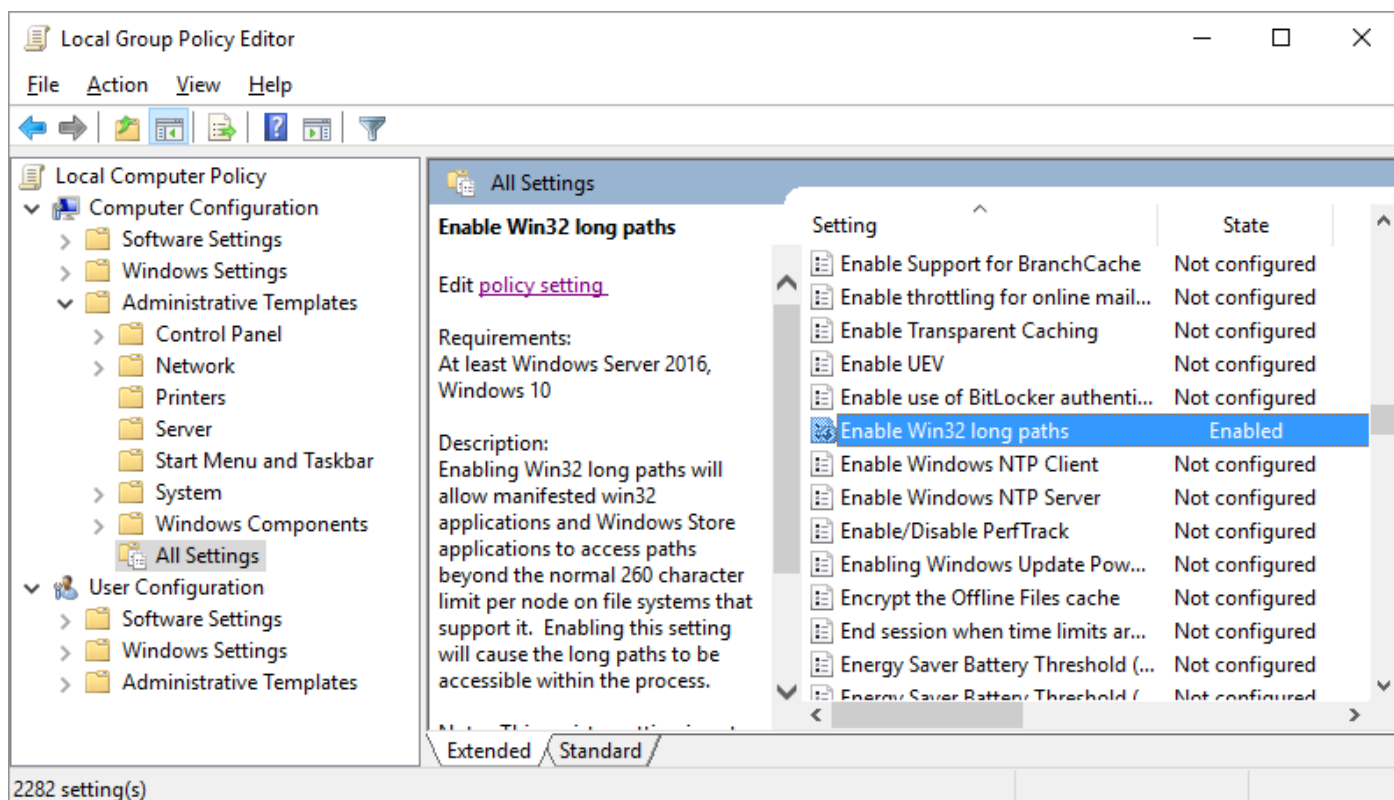 Local Group Policy Editor
File Action View Help
Local Computer Policy
Computer Configuration
Software Settings
Windows Settings
Administrative Templates
Control Panel
Network
Printers
Server
Start Menu and Taskbar
System
Windows Components
All Settings
User Configuration
Software Settings
Windows Settings
Administrative Templates
All Settings
Enable Win32 long paths
Edit policy setting
Requirements:
At least Windows Server 2016,
Windows 10
Description:
Enabling Win32 long paths will
allow manifested win32
applications and Windows Store
applications to access paths
beyond the normal 260 character
limit per node on file systems that
support it. Enabling this setting
will cause the long paths to be
accessible within the process.
Setting State
Enable Support for BranchCache Not configured
Enable throttling for online mail... Not configured
Enable Transparent Caching Not configured
Enable UEV Not configured
Enable use of BitLocker authenti... Not configured
Enable Win32 long paths Enabled
Enable Windows NTP Client Not configured
Enable Windows NTP Server Not configured
Enable/Disable PerfTrack Not configured
Enabling Windows Update Pow... Not configured
Encrypt the Offline Files cache Not configured
End session when time limits ar... Not configured
Energy Saver Battery Threshold (... Not configured
Energy Saver Battery Threshold ( Not configured
Extended Standard
2282 setting(s)